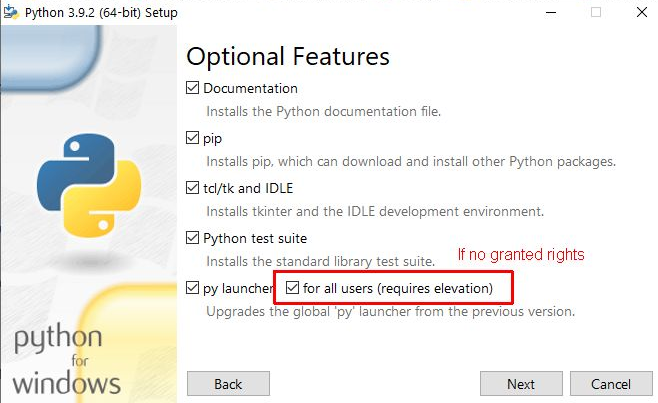 Python 3.9.2 (64-bit) Setup
Optional Features
Documentation
Installs the Python documentation file.
pip
Installs pip, which can download and install other Python packages.
tcl/tk and IDLE
Installs tkinter and the IDLE development environment.
Python test suite
Installs the standard library test suite.
If no granted rights
py launcher for all users (requires elevation)
Upgrades the global 'py' launcher from the previous version.
python
for
windows
Back Next Cancel